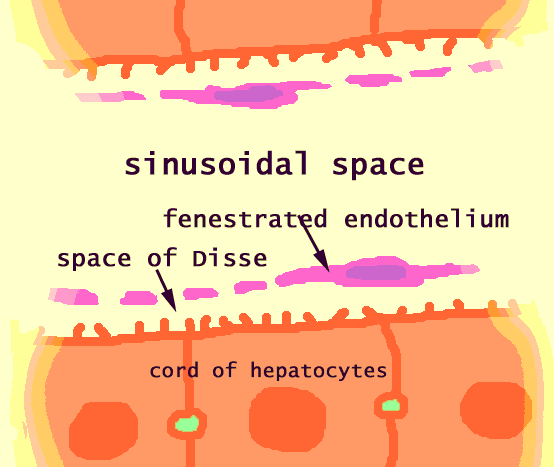 sinusoidal space
fenestrated endothelium
space of Disse
cord of hepatocytes